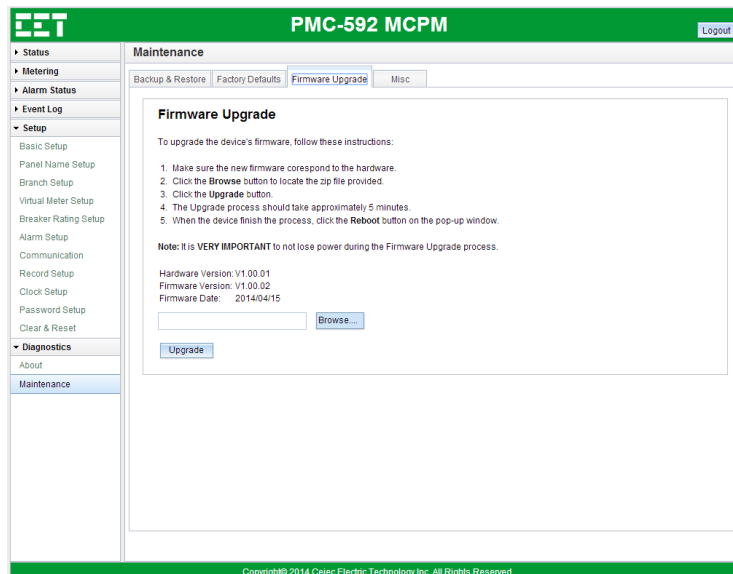 CET
PMC-592 MCPM
Logout
Status
Metering
Alarm Status
Event Log
Setup
Basic Setup
Panel Name Setup
Branch Setup
Virtual Meter Setup
Breaker Rating Setup
Alarm Setup
Communication
Record Setup
Clock Setup
Password Setup
Clear & Reset
Diagnostics
About
Maintenance
Maintenance
Backup & Restore
Factory Defaults
Firmware Upgrade
Misc
Firmware Upgrade
To upgrade the device's firmware, follow these instructions:
1. Make sure the new firmware corespond to the hardware.
2. Click the Browse button to locate the zip file provided.
3. Click the Upgrade button.
4. The Upgrade process should take approximately 5 minutes.
5. When the device finish the process, click the Reboot button on the pop-up window.
Note: It is VERY IMPORTANT to not lose power during the Firmware Upgrade process.
Hardware Version: V1.00.01
Firmware Version: V1.00.02
Firmware Date: 2014/04/15
Browse....
Upgrade
Copyright© 2014 Ceiec Electric Technology Inc. All Rights Reserved